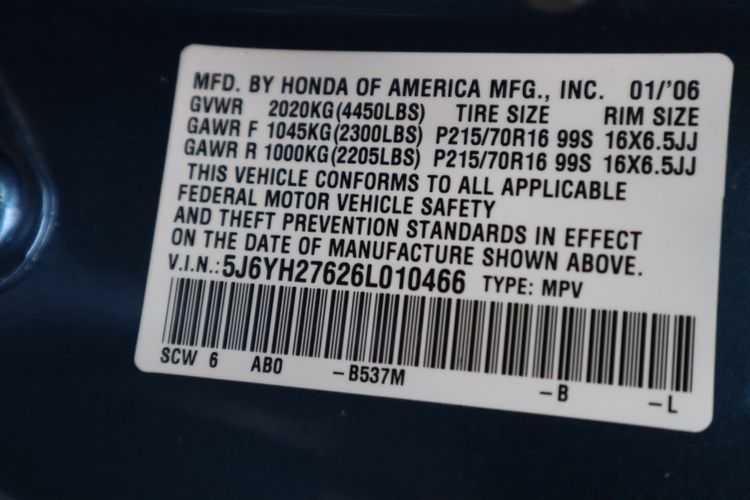 MFD. BY HONDA OF AMERICA MFG., INC. 01/'06
GVWR 2020KG(4450LBS) TIRE SIZE RIM SIZE
GAWR F 1045KG(2300LBS) P215/70R16 99S 16X6.5JJ
GAWR R 1000KG(2205LBS) P215/70R16 99S 16X6.5JJ
THIS VEHICLE CONFORMS TO ALL APPLICABLE
FEDERAL MOTOR VEHICLE SAFETY
AND THEFT PREVENTION STANDARDS IN EFFECT
ON THE DATE OF MANUFACTURE SHOWN ABOVE.
V.I.N.: 5J6YH27626L010466 TYPE: MPV
SCW 6 AB0 -B537M -B -L